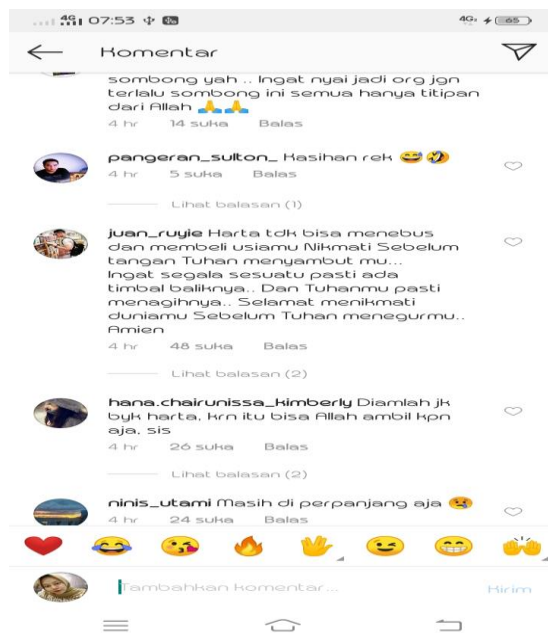 4G 07:53
4G 65
Komentar
sombong yah .. Ingat nyai jadi org jgn
terlalu sombong ini semua hanya titipan
dari Allah 🙏🙏
4 hr 14 suka Balas
pangeran_sulton_ Kasihan rek 😅🤣
4 hr 5 suka Balas
Lihat balasan (1)
juan_ruyie Harta tdk bisa menebus
dan membeli usiamu Nikmati Sebelum
tangan Tuhan menyambut mu...
Ingat segala sesuatu pasti ada
timbal baliknya.. Dan Tuhanmu pasti
menagihnya.. Selamat menikmati
duniamu Sebelum Tuhan menegurmu..
Amien
4 hr 48 suka Balas
Lihat balasan (2)
hana.chairunissa_kimberly Diamlah jk
byk harta, krn itu bisa Allah ambil kpn
aja, sis
4 hr 26 suka Balas
Lihat balasan (2)
ninis_utami Masih di perpanjang aja 😢
4 hr 24 suka Balas
Tambahkan komentar... Kirim